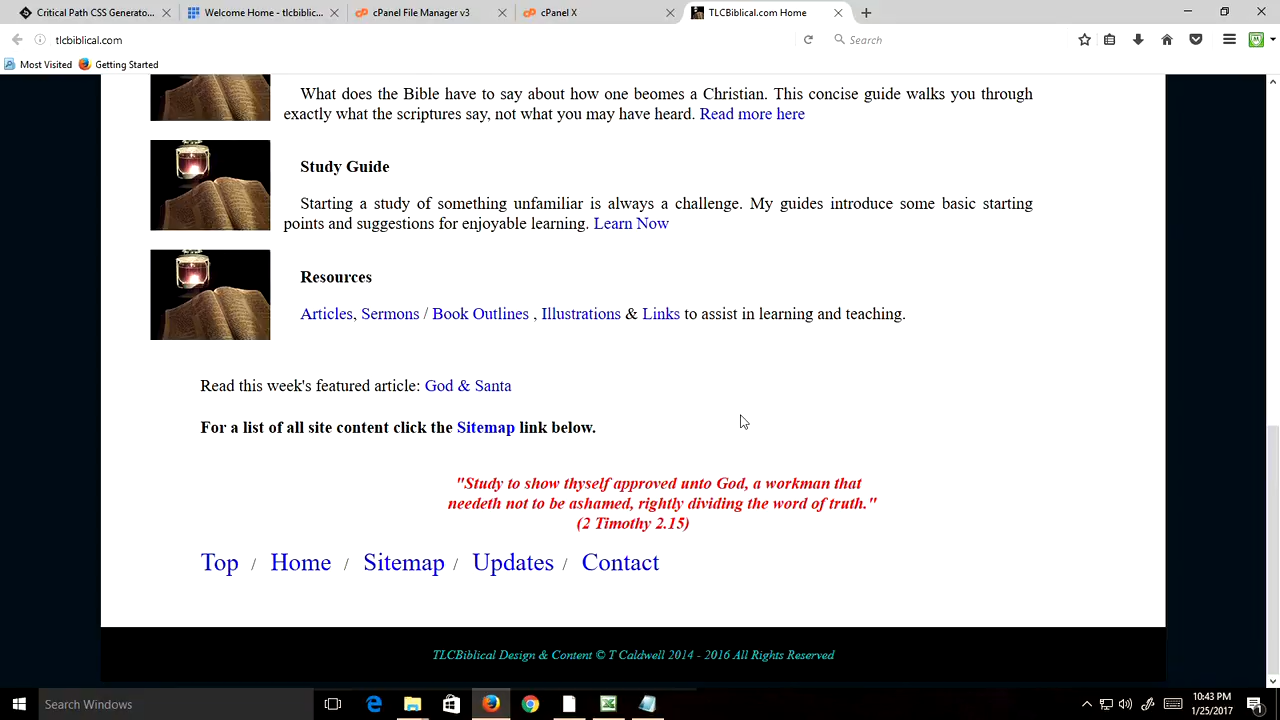 Critical Path CSS Generato...
Welcome Home - tlcbiblic...
cPanel File Manager v3
cPanel X
TLCBiblical.com Home
tlcbiblical.com
Search
Most Visited
Getting Started
What does the Bible have to say about how one beomes a Christian. This concise guide walks you through
exactly what the scriptures say, not what you may have heard. Read more here
Study Guide
Starting a study of something unfamiliar is always a challenge. My guides introduce some basic starting
points and suggestions for enjoyable learning. Learn Now
Resources
Articles, Sermons / Book Outlines , Illustrations & Links to assist in learning and teaching.
Read this week's featured article: God & Santa
For a list of all site content click the Sitemap link below.
"Study to show thyself approved unto God, a workman that
needeth not to be ashamed, rightly dividing the word of truth."
(2 Timothy 2.15)
Top / Home / Sitemap / Updates / Contact
TLCBiblical Design & Content © T Caldwell 2014 - 2016 All Rights Reserved
Search Windows
10:43 PM
1/25/2017